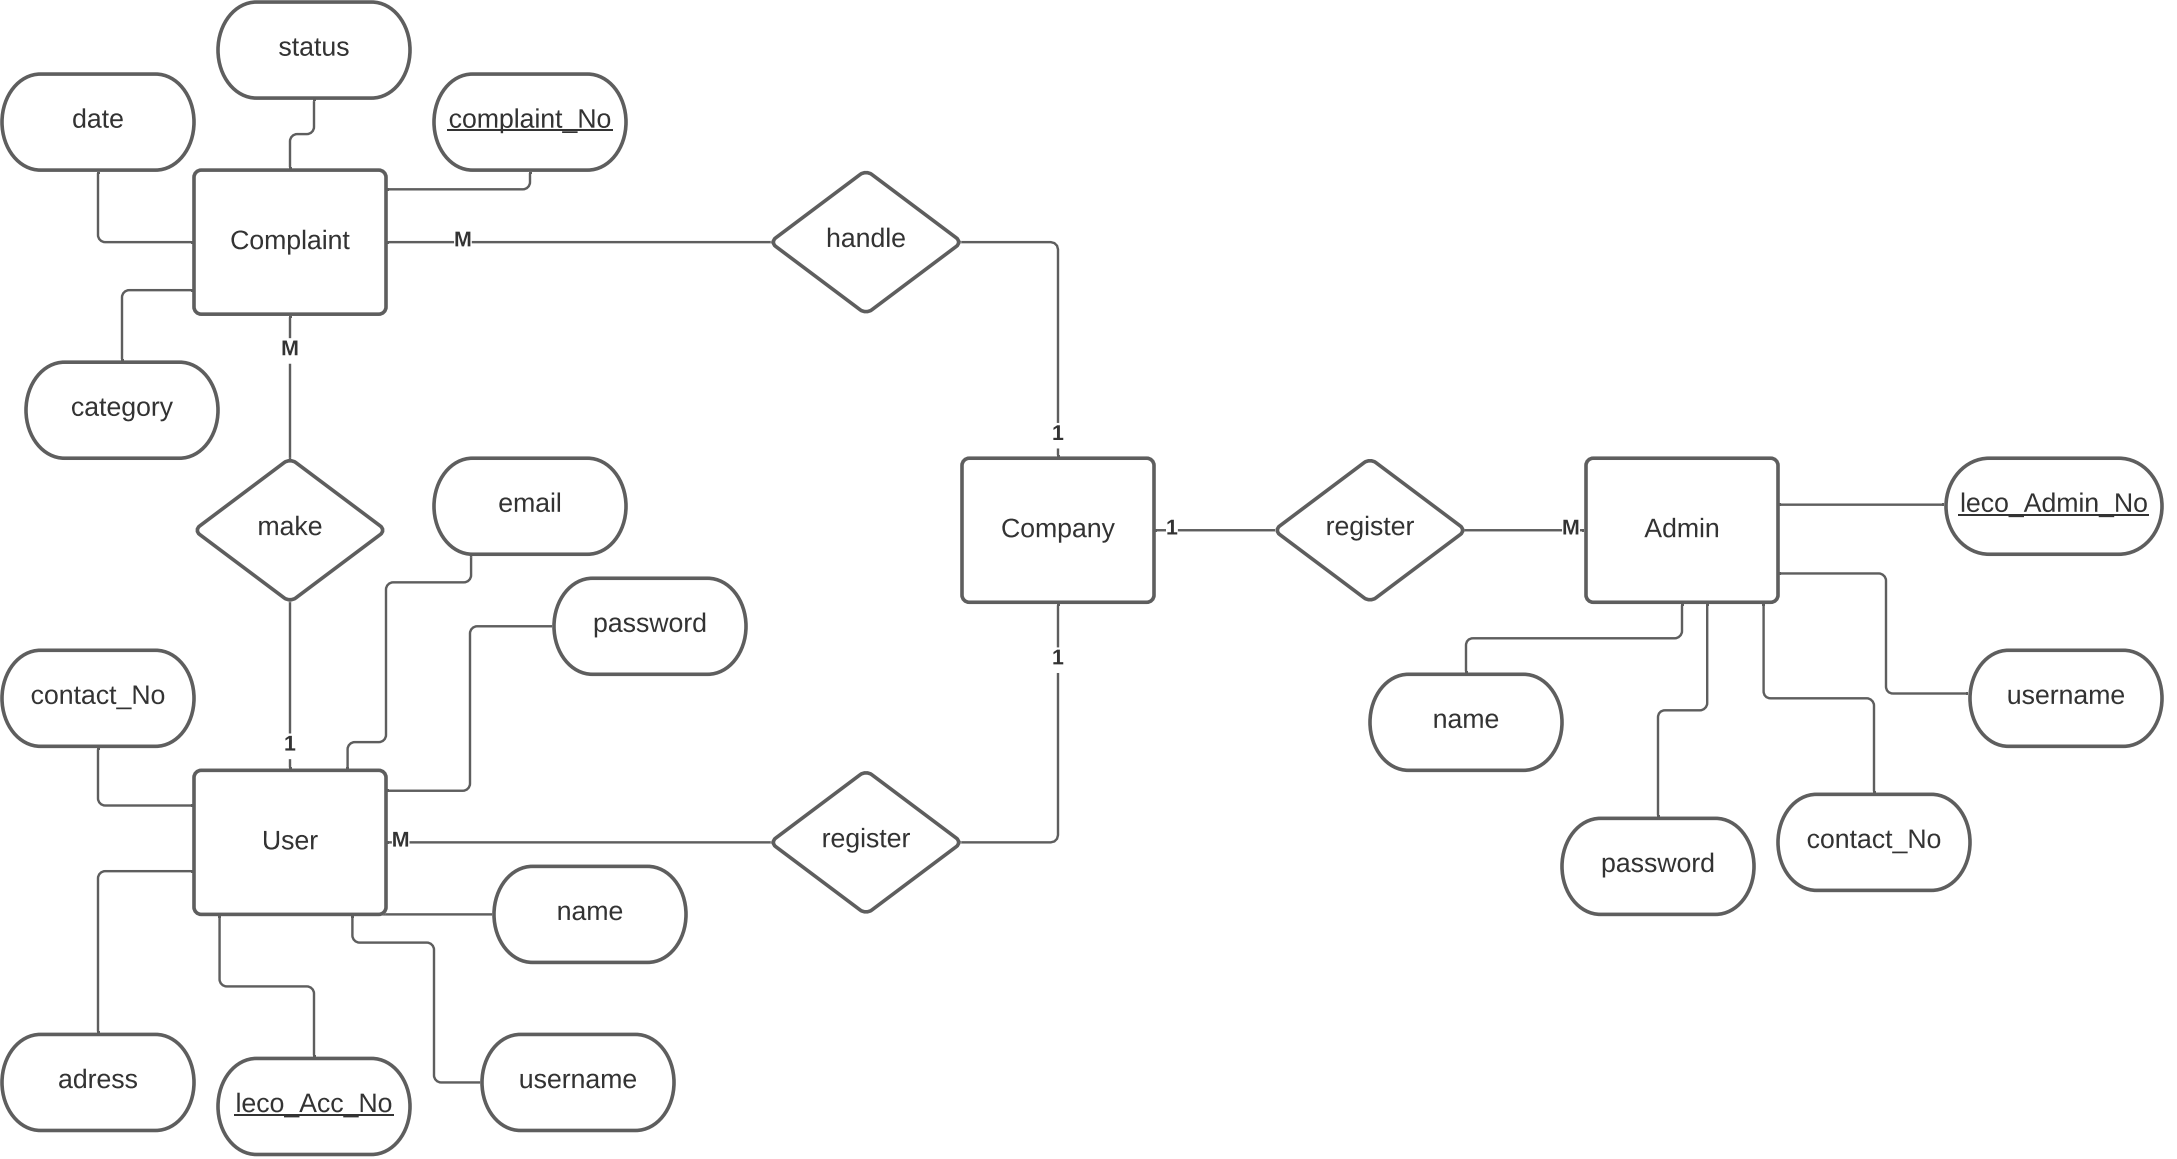 status
date
complaint_No
Complaint
M
handle
M
category
1
make
email
Company
1
register
M
Admin
leco_Admin_No
password
1
contact_No
name
username
1
User
M
register
password
contact_No
name
adress
leco_Acc_No
username